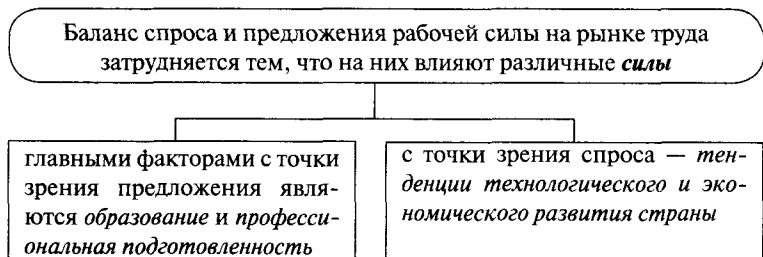 Баланс спроса и предложения рабочей силы на рынке труда
затрудняется тем, что на них влияют различные силы
главными факторами с точки
зрения предложения явля-
ются образование и професси-
ональная подготовленность
с точки зрения спроса — тен-
денции технологического и эко-
номического развития страны